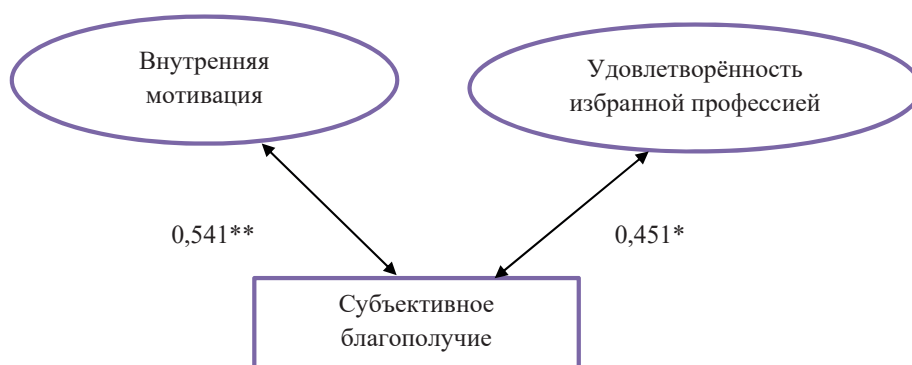 Внутренняя
мотивация
Удовлетворённость
избранной профессией
0,541**
0,451*
Субъективное
благополучие